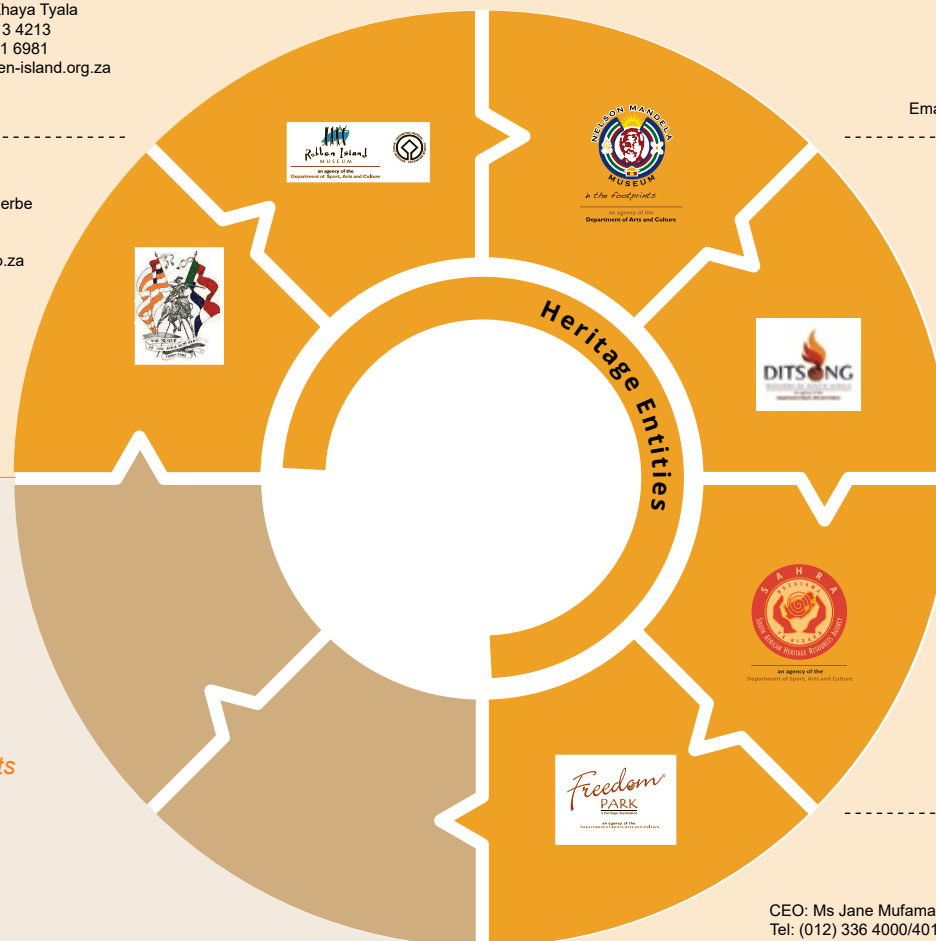 Khaya Tyala
3 4213
1 6981
en-island.org.za
Ema
erbe
o.za
Robben Island
MUSEUM
an agency of the
Department of Sport, Arts and Culture
NELSON MANDELA
MUSEUM
in the footprints
an agency of the
Department of Arts and Culture
DITSONG
Heritage Entities
SAHRA
SOUTH AFRICAN HERITAGE RESOURCES AGENCY
an agency of the
Department of Sport, Arts and Culture
ts
Freedom
PARK
a heritage destination
an agency of the
Department of Sport, Arts and Culture
CEO: Ms Jane Mufama
Tel: (012) 336 4000/401